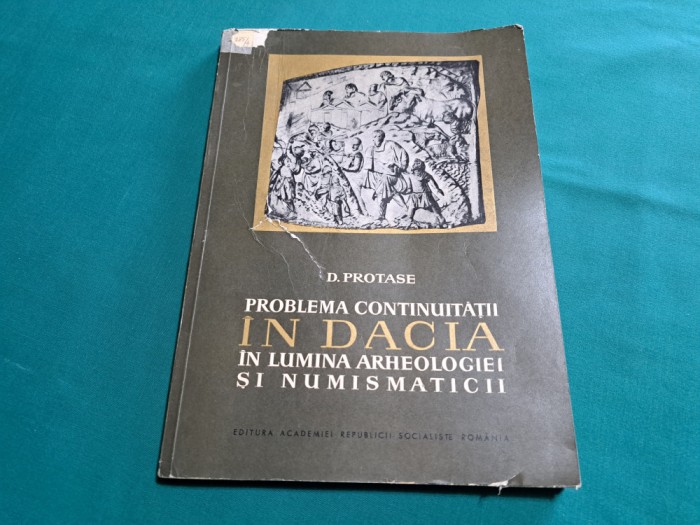 D. PROTASE
PROBLEMA CONTINUITĂȚII
ÎN DACIA
ÎN LUMINA ARHEOLOGIEI
ȘI NUMISMATICII
EDITURA ACADEMIEI REPUBLICII SOCIALISTE ROMÂNIA